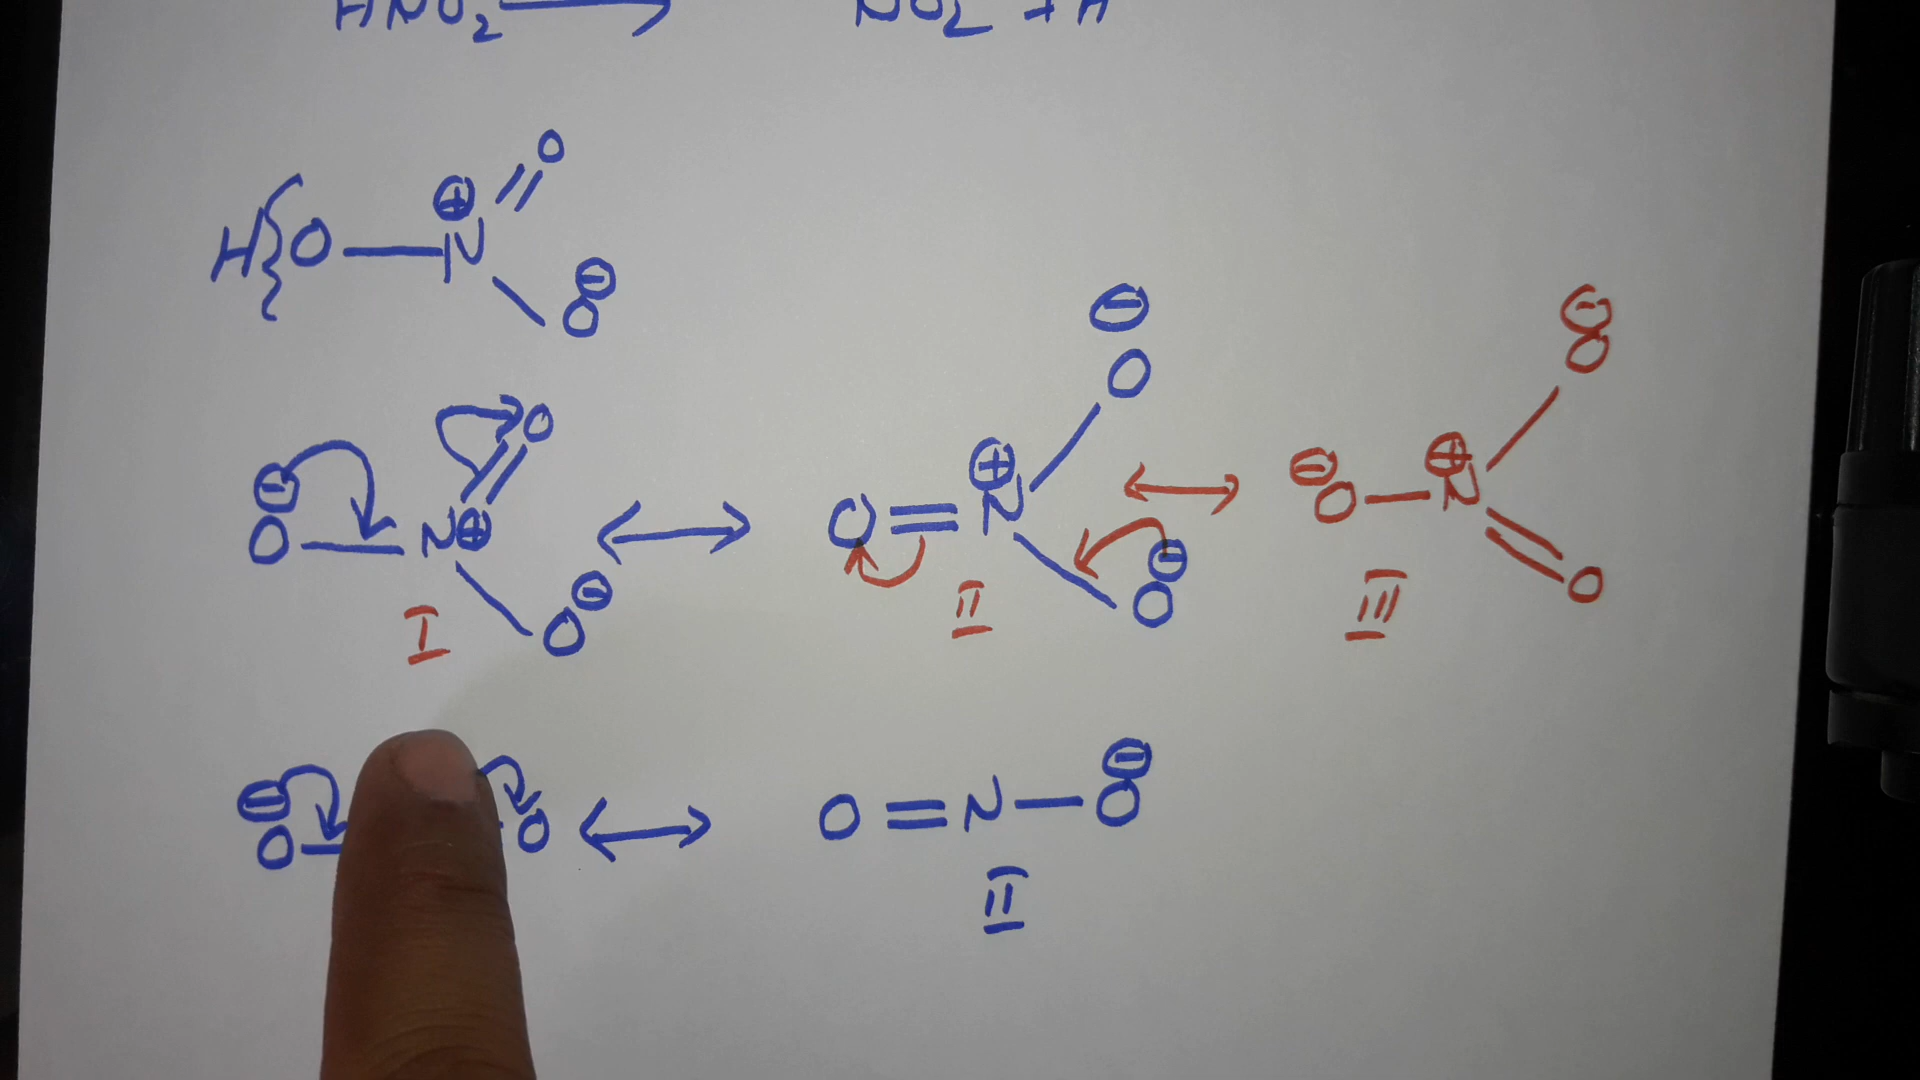 HNO2 → NO2 + H
H O — N ⊕ = O
O ⊖
⊖ O — N ⊕ = O ↔ O = N ⊕ — O ⊖ ↔ ⊖ O — N ⊕ — O ⊖
O ⊖ O ⊖ O
I II III
⊖ O O ↔ O = N — O ⊖
II